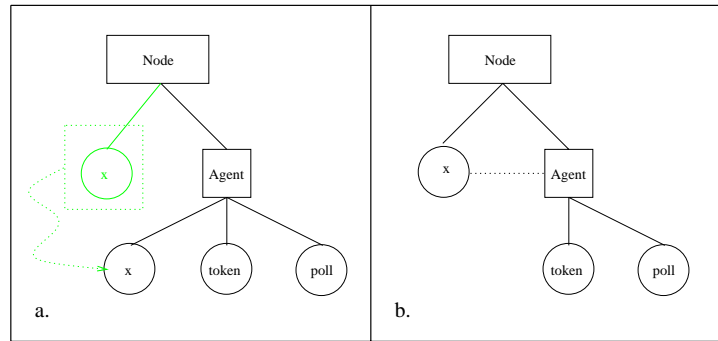 Node
x
Agent
x
token
poll
a.
Node
x
Agent
token
poll
b.